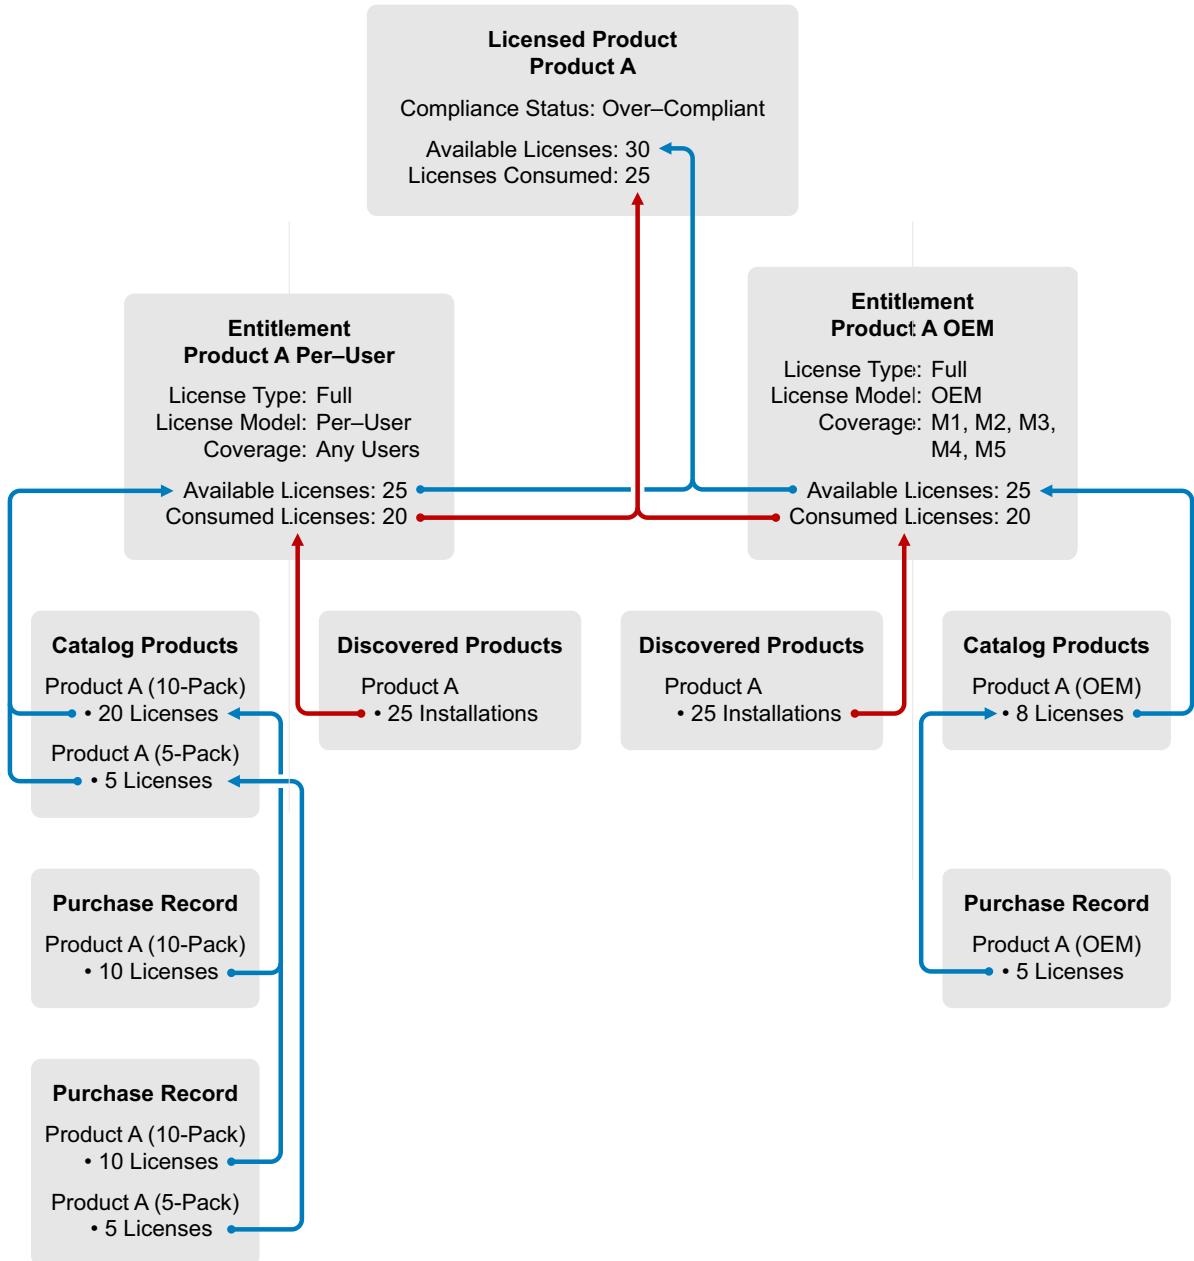 Licensed Product
Product A
Compliance Status: Over–Compliant
Available Licenses: 30
Licenses Consumed: 25
Entitlement
Product A Per–User
License Type: Full
License Model: Per–User
Coverage: Any Users
Available Licenses: 25
Consumed Licenses: 20
Entitlement
Product A OEM
License Type: Full
License Model: OEM
Coverage: M1, M2, M3,
M4, M5
Available Licenses: 25
Consumed Licenses: 20
Catalog Products
Product A (10-Pack)
• 20 Licenses
Product A (5-Pack)
• 5 Licenses
Discovered Products
Product A
• 25 Installations
Discovered Products
Product A
• 25 Installations
Catalog Products
Product A (OEM)
• 8 Licenses
Purchase Record
Product A (10-Pack)
• 10 Licenses
Purchase Record
Product A (OEM)
• 5 Licenses
Purchase Record
Product A (10-Pack)
• 10 Licenses
Product A (5-Pack)
• 5 Licenses